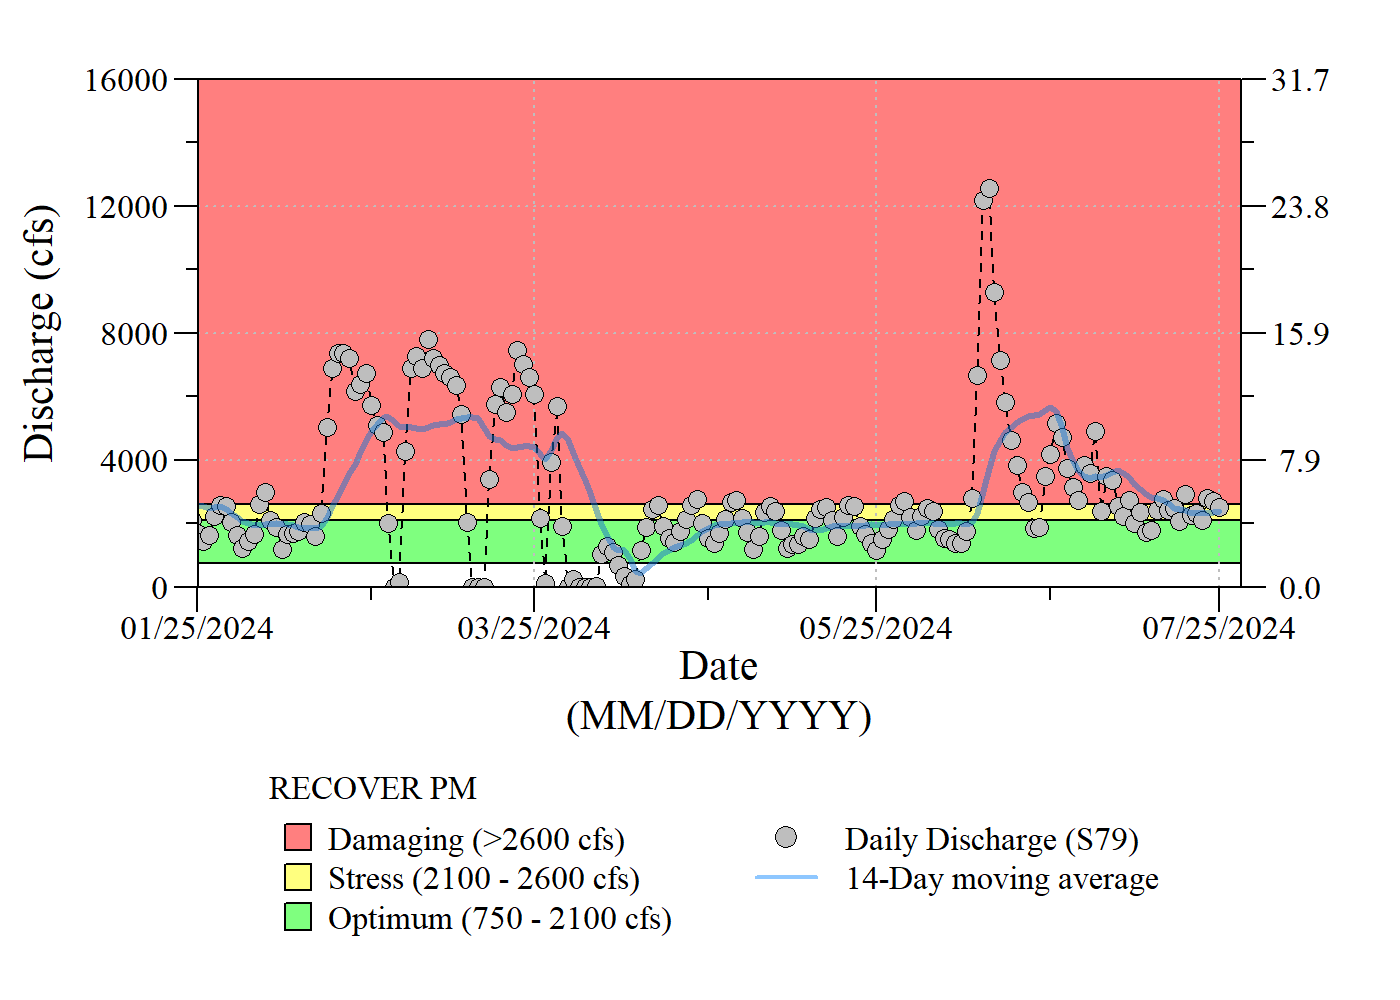 16000
31.7
12000
23.8
8000
15.9
4000
7.9
0
0.0
Discharge (cfs)
01/25/2024
03/25/2024
05/25/2024
07/25/2024
Date
(MM/DD/YYYY)
RECOVER PM
Damaging (>2600 cfs)
Stress (2100 - 2600 cfs)
Optimum (750 - 2100 cfs)
Daily Discharge (S79)
14-Day moving average